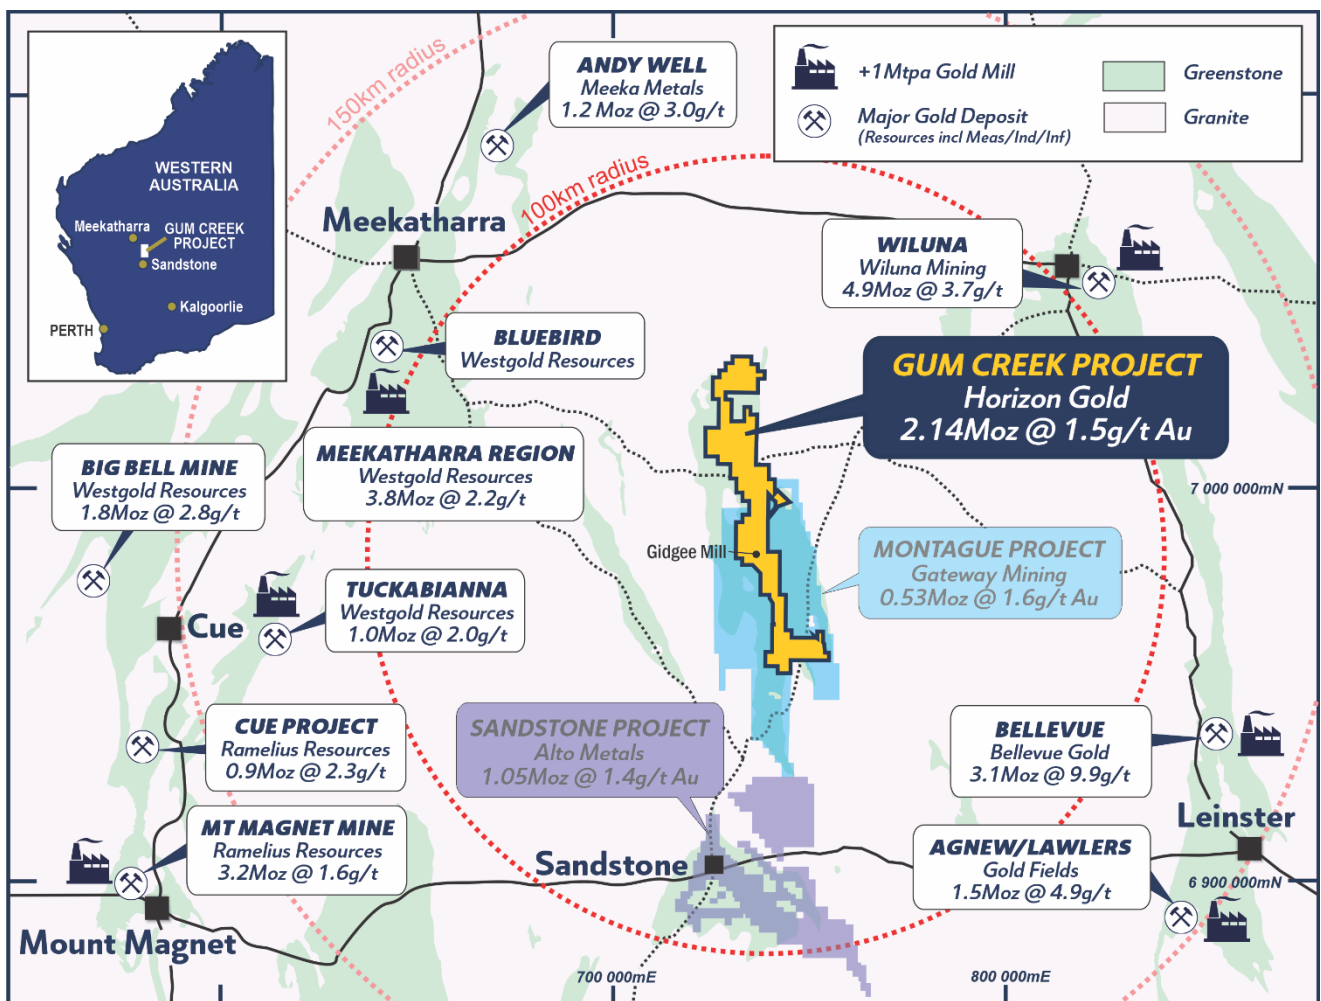 WESTERN
AUSTRALIA
Meekatharra
GUM CREEK
PROJECT
Sandstone
Kalgoorlie
PERTH
150km radius
ANDY WELL
Meeka Metals
1.2 Moz @ 3.0g/t
+1Mtpa Gold Mill
Major Gold Deposit
(Resources incl Meas/Ind/Inf)
Greenstone
Granite
100km radius
Meekatharra
WILUNA
Wiluna Mining
4.9Moz @ 3.7g/t
BLUEBIRD
Westgold Resources
GUM CREEK PROJECT
Horizon Gold
2.14Moz @ 1.5g/t Au
MEEKATHARRA REGION
Westgold Resources
3.8Moz @ 2.2g/t
BIG BELL MINE
Westgold Resources
1.8Moz @ 2.8g/t
7 000 000mN
Gidgee Mill
MONTAGUE PROJECT
Gateway Mining
0.53Moz @ 1.6g/t Au
TUCKABIANNA
Westgold Resources
1.0Moz @ 2.0g/t
Cue
CUE PROJECT
Ramelius Resources
0.9Moz @ 2.3g/t
SANDSTONE PROJECT
Alto Metals
1.05Moz @ 1.4g/t Au
BELLEVUE
Bellevue Gold
3.1Moz @ 9.9g/t
Leinster
MT MAGNET MINE
Ramelius Resources
3.2Moz @ 1.6g/t
Sandstone
AGNEW/LAWLERS
Gold Fields
1.5Moz @ 4.9g/t
6 900 000mN
Mount Magnet
700 000mE
800 000mE